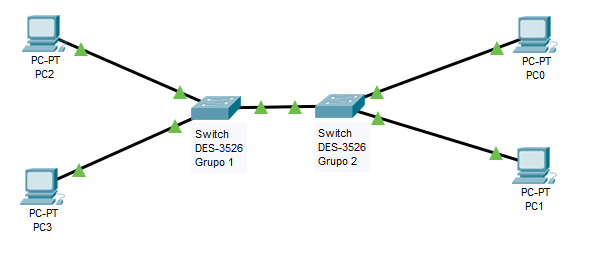 PC-PT
PC2
PC-PT
PC0
Switch
DES-3526
Grupo 1
Switch
DES-3526
Grupo 2
PC-PT
PC3
PC-PT
PC1